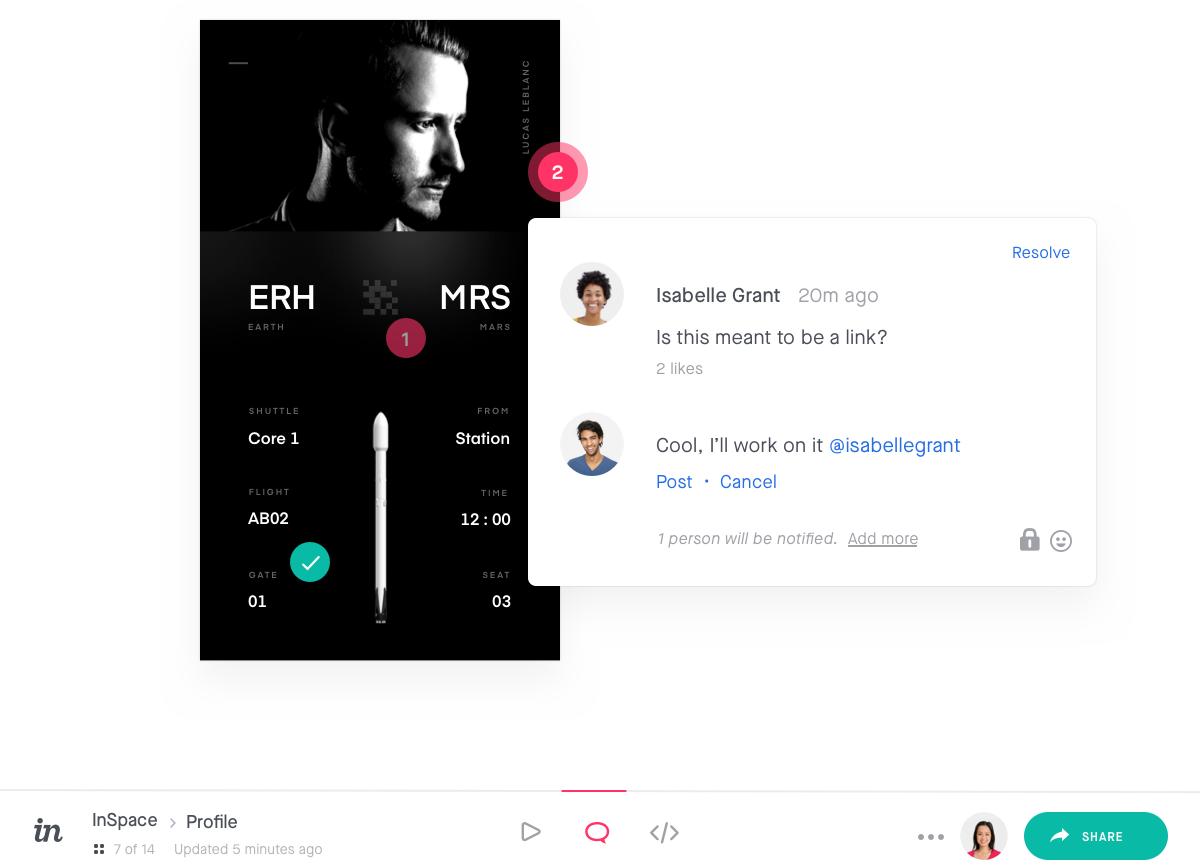 LUCAS LEBLANC
2
ERH
MRS
EARTH
MARS
1
SHUTTLE
FROM
Core 1
Station
FLIGHT
TIME
AB02
12 : 00
GATE
SEAT
01
03
Resolve
Isabelle Grant 20m ago
Is this meant to be a link?
2 likes
Cool, I’ll work on it @isabellegrant
Post • Cancel
1 person will be notified. Add more
in
InSpace > Profile
7 of 14 Updated 5 minutes ago
</> 
SHARE